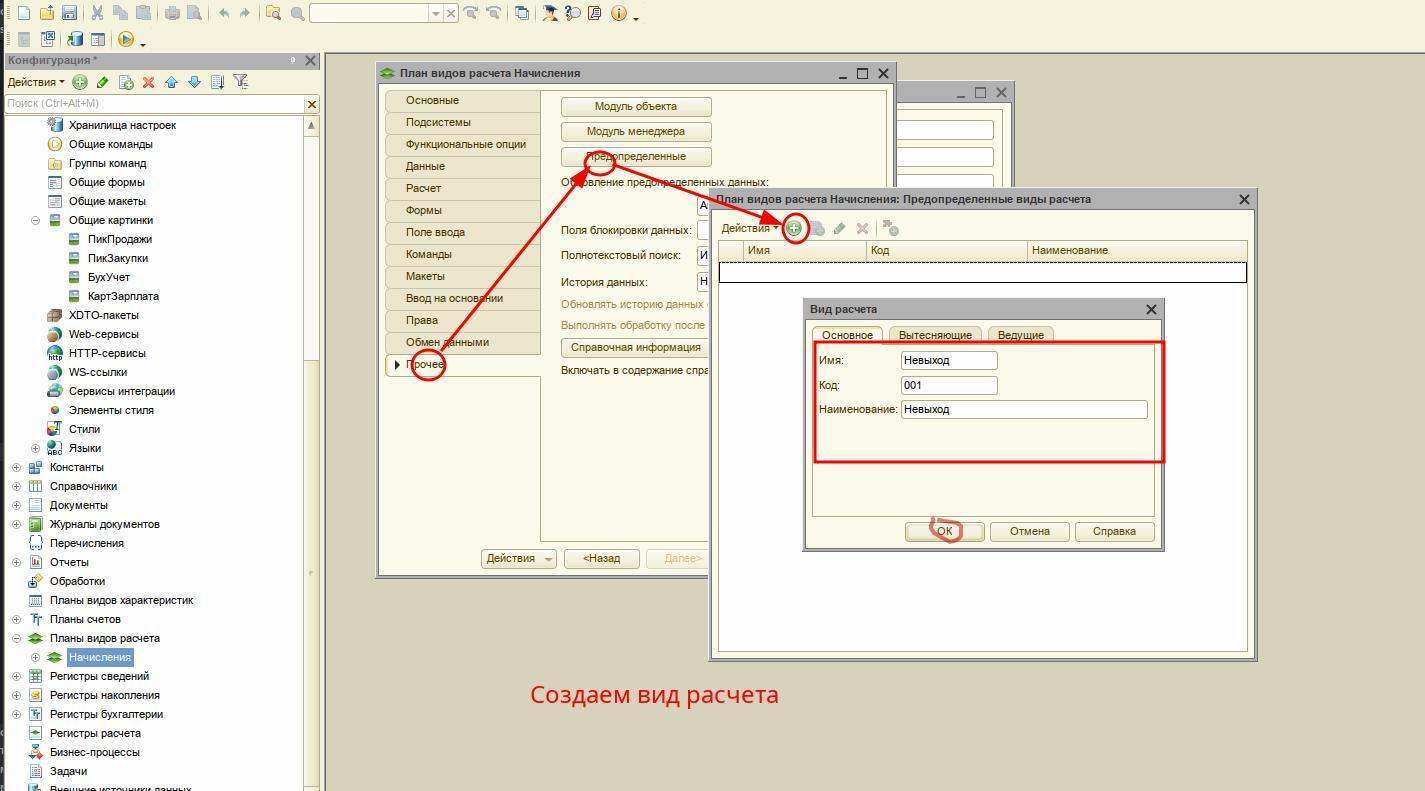 Конфигурация *
Действия
Поиск (Ctrl+Alt+M)
Хранилища настроек
Общие команды
Группы команд
Общие формы
Общие макеты
Общие картинки
ПикПродажи
ПикЗакупки
БухУчет
КартЗарплата
XDTO-пакеты
Web-сервисы
HTTP-сервисы
WS-ссылки
Сервисы интеграции
Элементы стиля
Стили
Языки
Константы
Справочники
Документы
Журналы документов
Перечисления
Отчеты
Обработки
Планы видов характеристик
Планы счетов
Планы видов расчета
Начисления
Регистры сведений
Регистры накопления
Регистры бухгалтерии
Регистры расчета
Бизнес-процессы
Задачи
Внешние источники данных
План видов расчета Начисления
Основные
Подсистемы
Функциональные опции
Данные
Расчет
Формы
Поле ввода
Команды
Макеты
Ввод на основании
Права
Обмен данными
Прочее
Модуль объекта
Модуль менеджера
Предопределенные
Обновление предопределенных данных:
А
Поля блокировки данных:
Полнотекстовый поиск: И
История данных: Н
Обновлять историю данных
Выполнять обработку после
Справочная информация
Включать в содержание спра
Действия <Назад Далее>
План видов расчета Начисления: Предопределенные виды расчета
Действия
Имя Код Наименование
Вид расчета
Основное Вытесняющие Ведущие
Имя: Невыход
Код: 001
Наименование: Невыход
ОК Отмена Справка
Создаем вид расчета